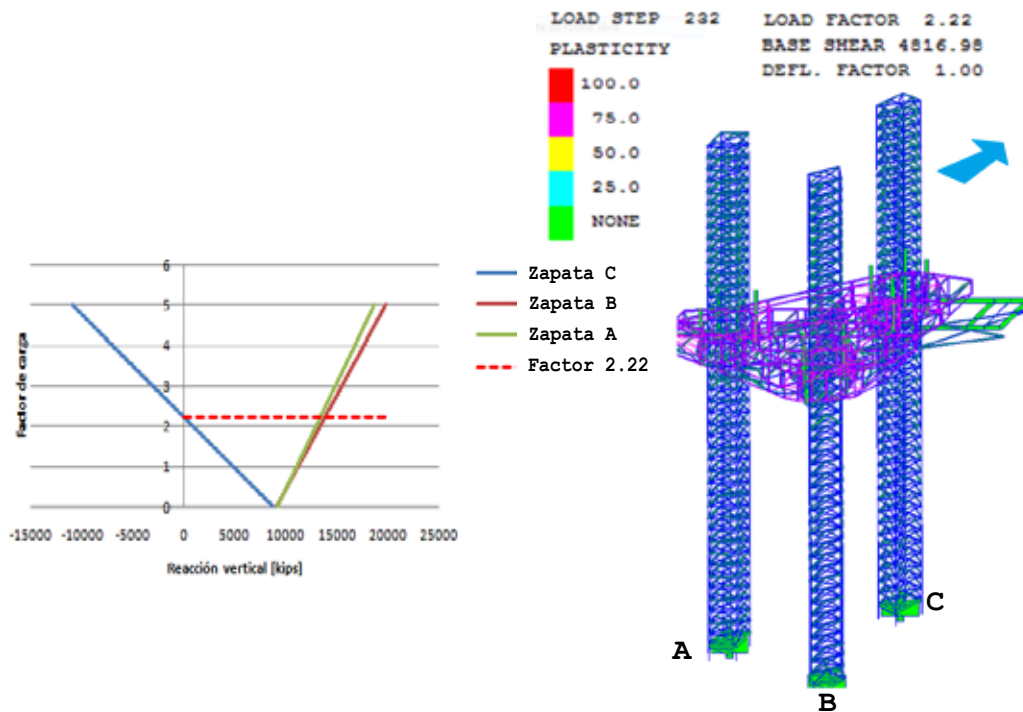 LOAD STEP 232
LOAD FACTOR 2.22
PLASTICITY
BASE SHEAR 4816.98
DEFL. FACTOR 1.00
100.0
75.0
50.0
25.0
NONE
6
5
4
3
2
1
0
Factor de carga
-15000 -10000 -5000 0 5000 10000 15000 20000 25000
Reacción vertical [kips]
Zapata C
Zapata B
Zapata A
Factor 2.22
A
B
C